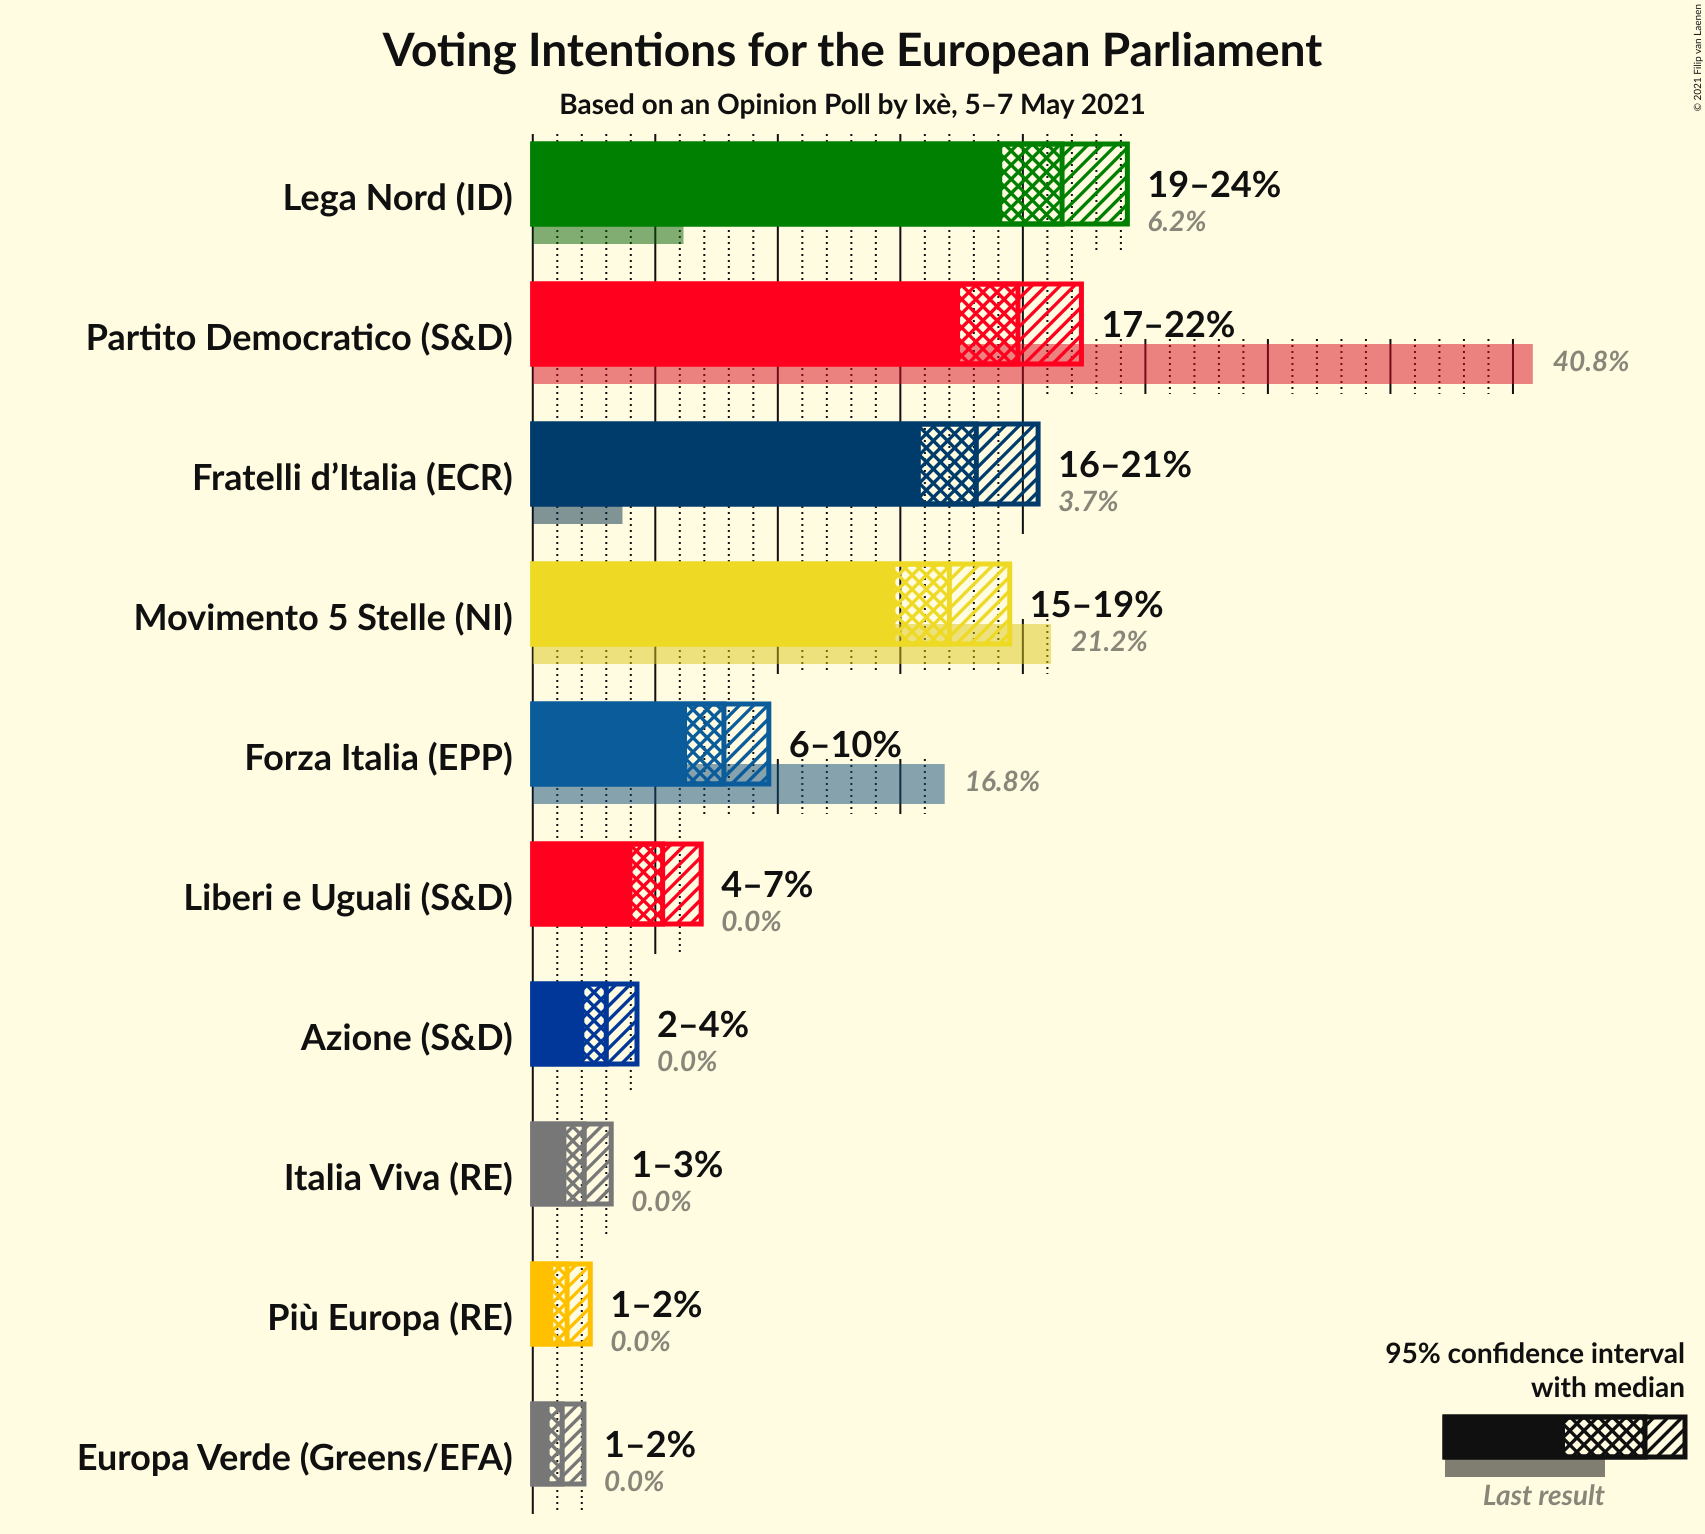 Voting Intentions for the European Parliament
Based on an Opinion Poll by Ixè, 5–7 May 2021
© 2021 Filip van Laenen
Lega Nord (ID)
19–24%
6.2%
Partito Democratico (S&D)
17–22%
40.8%
Fratelli d’Italia (ECR)
16–21%
3.7%
Movimento 5 Stelle (NI)
15–19%
21.2%
Forza Italia (EPP)
6–10%
16.8%
Liberi e Uguali (S&D)
4–7%
0.0%
Azione (S&D)
2–4%
0.0%
Italia Viva (RE)
1–3%
0.0%
Più Europa (RE)
1–2%
0.0%
Europa Verde (Greens/EFA)
1–2%
0.0%
95% confidence interval
with median
Last result